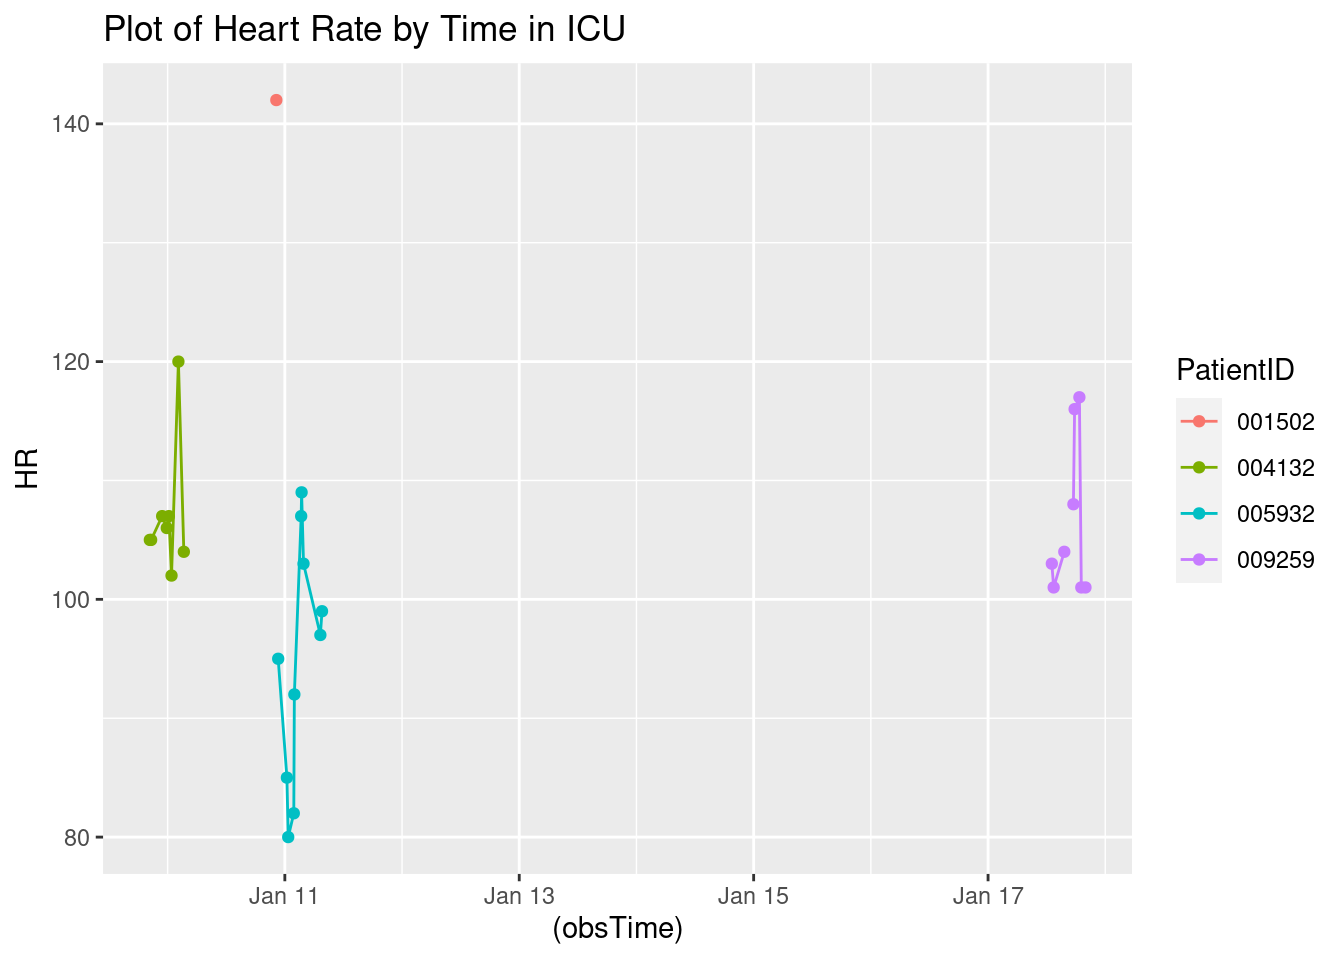 Plot of Heart Rate by Time in ICU
140
120
100
80
HR
Jan 11
Jan 13
Jan 15
Jan 17
(obsTime)
PatientID
001502
004132
005932
009259